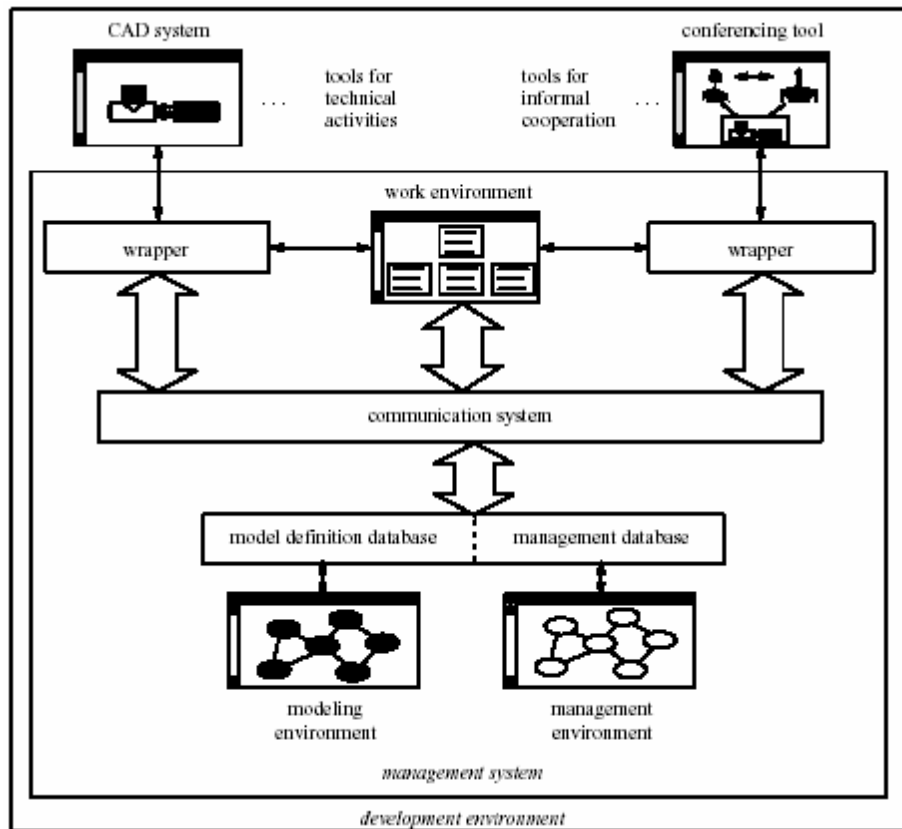 CAD system
conferencing tool
tools for
technical
activities
. . .
tools for
informal
cooperation
. . .
work environment
wrapper
wrapper
communication system
model definition database
management database
modeling
environment
management
environment
management system
development environment